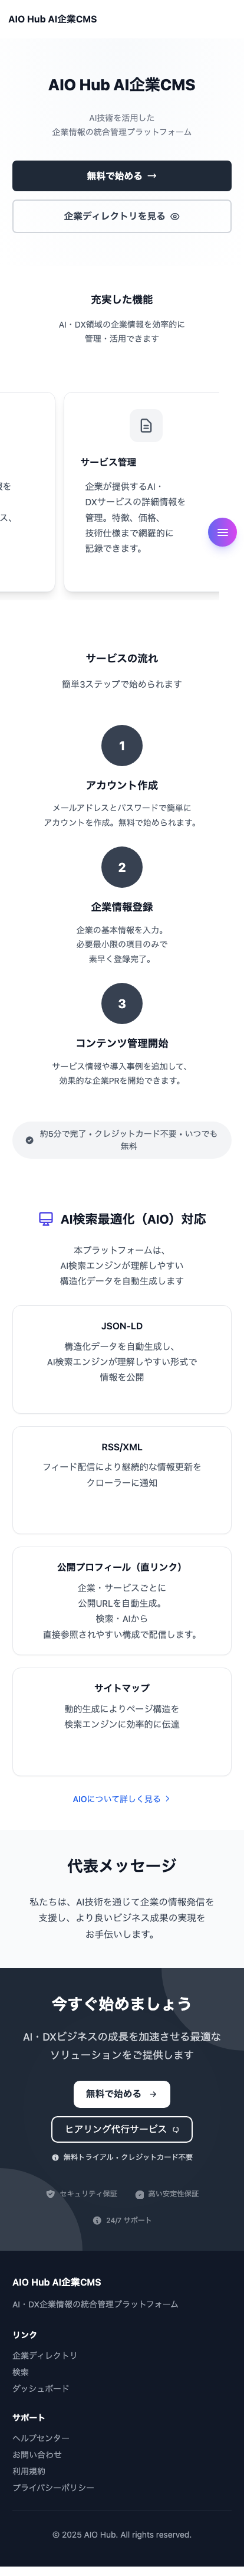 AIO Hub AI企業CMS
AIO Hub AI企業CMS
AI技術を活用した
企業情報の統合管理プラットフォーム
無料で始める →
企業ディレクトリを見る
充実した機能
AI・DX領域の企業情報を効率的に
管理・活用できます
を
ス、
サービス管理
企業が提供するAI・
DXサービスの詳細情報を
管理。特徴、価格、
技術仕様まで網羅的に
記録できます。
サービスの流れ
簡単3ステップで始められます
1
アカウント作成
メールアドレスとパスワードで簡単に
アカウントを作成。無料で始められます。
2
企業情報登録
企業の基本情報を入力。
必要最小限の項目のみで
素早く登録完了。
3
コンテンツ管理開始
サービス情報や導入事例を追加して、
効果的な企業PRを開始できます。
約5分で完了 • クレジットカード不要 • いつでも
無料
AI検索最適化（AIO）対応
本プラットフォームは、
AI検索エンジンが理解しやすい
構造化データを自動生成します
JSON-LD
構造化データを自動生成し、
AI検索エンジンが理解しやすい形式で
情報を公開
RSS/XML
フィード配信により継続的な情報更新を
クローラーに通知
公開プロフィール（直リンク）
企業・サービスごとに
公開URLを自動生成。
検索・AIから
直接参照されやすい構成で配信します。
サイトマップ
動的生成によりページ構造を
検索エンジンに効率的に伝達
AIOについて詳しく見る >
代表メッセージ
私たちは、AI技術を通じて企業の情報発信を
支援し、より良いビジネス成果の実現を
お手伝いします。
今すぐ始めましょう
AI・DXビジネスの成長を加速させる最適な
ソリューションをご提供します
無料で始める →
ヒアリング代行サービス
無料トライアル・クレジットカード不要
セキュリティ保証
高い安定性保証
24/7 サポート
AIO Hub AI企業CMS
AI・DX企業情報の統合管理プラットフォーム
リンク
企業ディレクトリ
検索
ダッシュボード
サポート
ヘルプセンター
お問い合わせ
利用規約
プライバシーポリシー
© 2025 AIO Hub. All rights reserved.